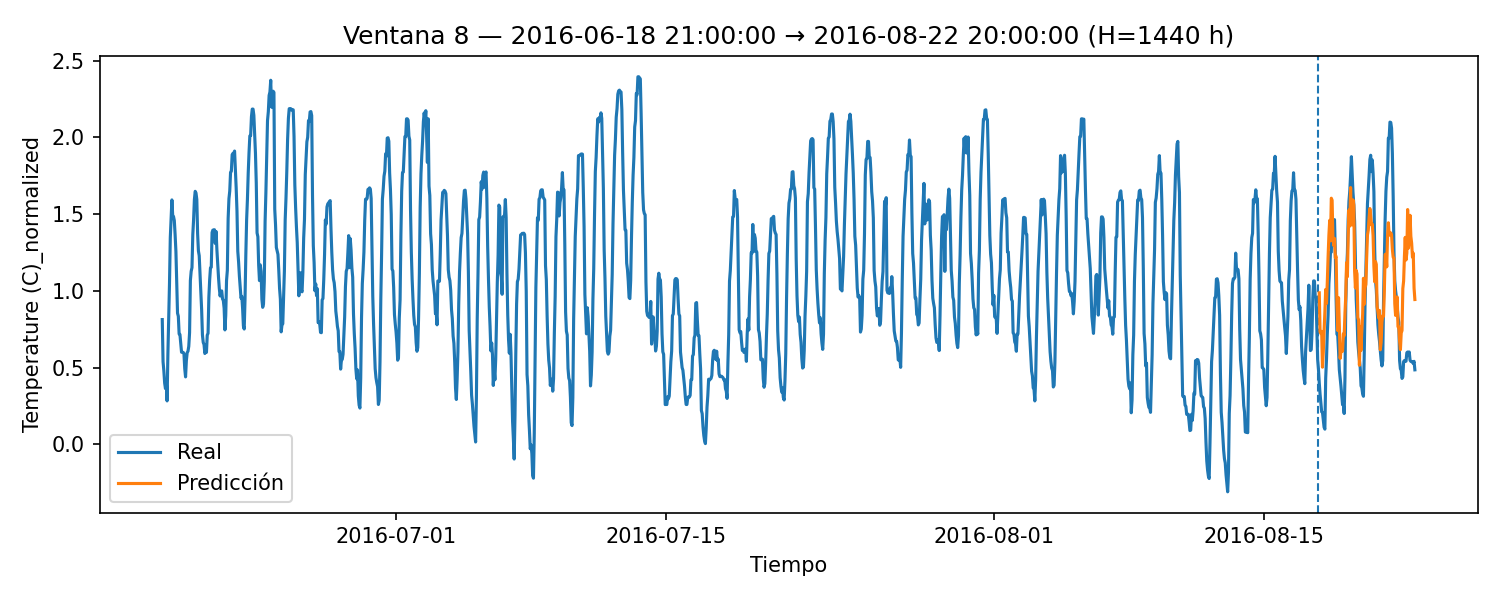 Ventana 8 — 2016-06-18 21:00:00 → 2016-08-22 20:00:00 (H=1440 h)
Temperature (C)_normalized
2.5
2.0
1.5
1.0
0.5
0.0
Real
Predicción
2016-07-01
2016-07-15
2016-08-01
2016-08-15
Tiempo